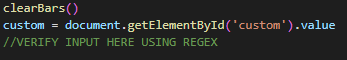 clearBars()
custom = document.getElementById('custom').value
//VERIFY INPUT HERE USING REGEX